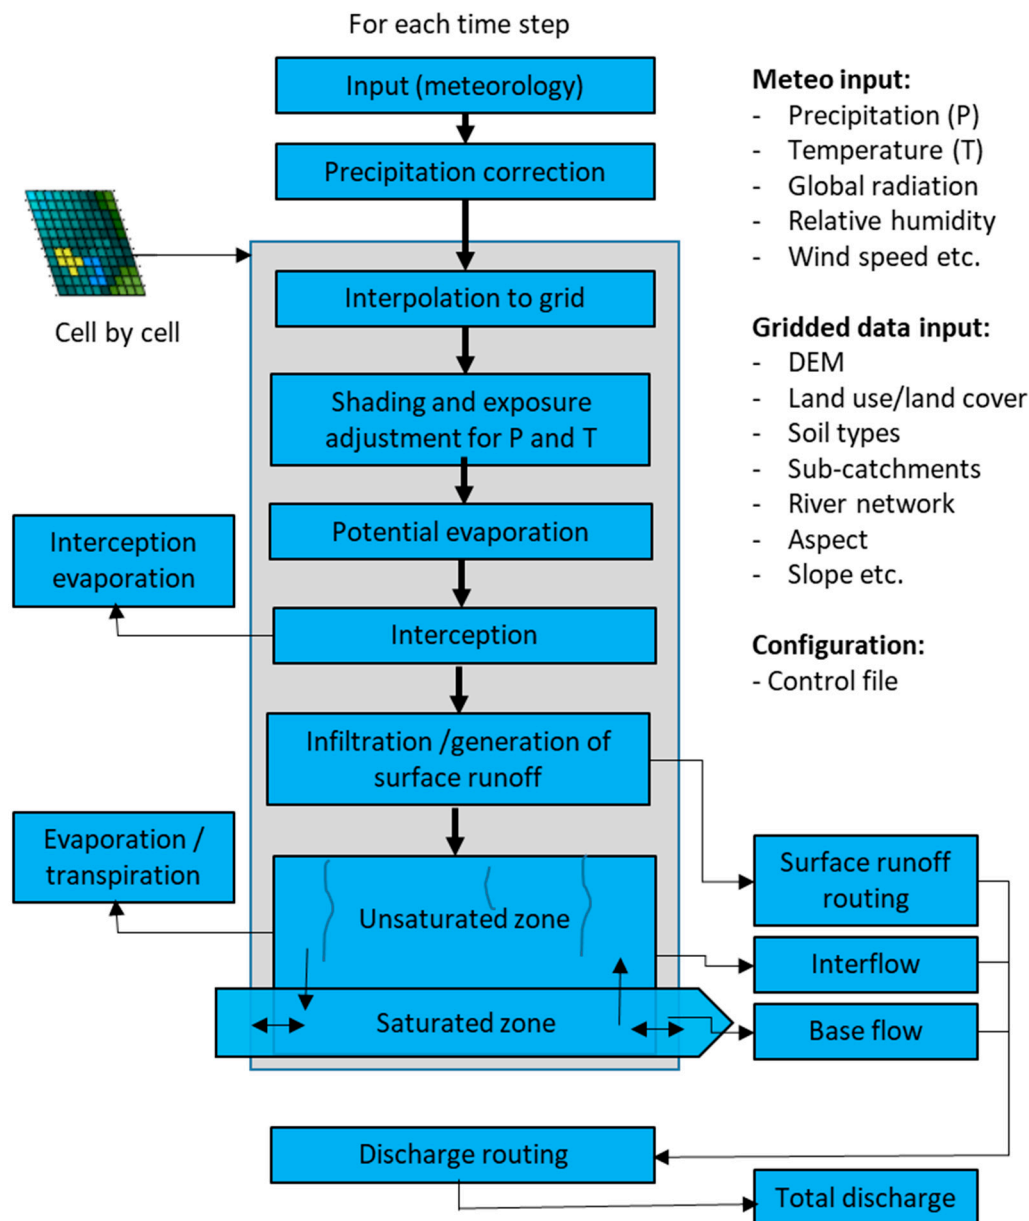 For each time step
Input (meteorology)
Precipitation correction
Cell by cell
Interpolation to grid
Shading and exposure
adjustment for P and T
Potential evaporation
Interception
evaporation
Interception
Infiltration /generation of
surface runoff
Evaporation /
transpiration
Unsaturated zone
Saturated zone
Surface runoff
routing
Interflow
Base flow
Discharge routing
Total discharge
Meteo input:
- Precipitation (P)
- Temperature (T)
- Global radiation
- Relative humidity
- Wind speed etc.
Gridded data input:
- DEM
- Land use/land cover
- Soil types
- Sub-catchments
- River network
- Aspect
- Slope etc.
Configuration:
- Control file